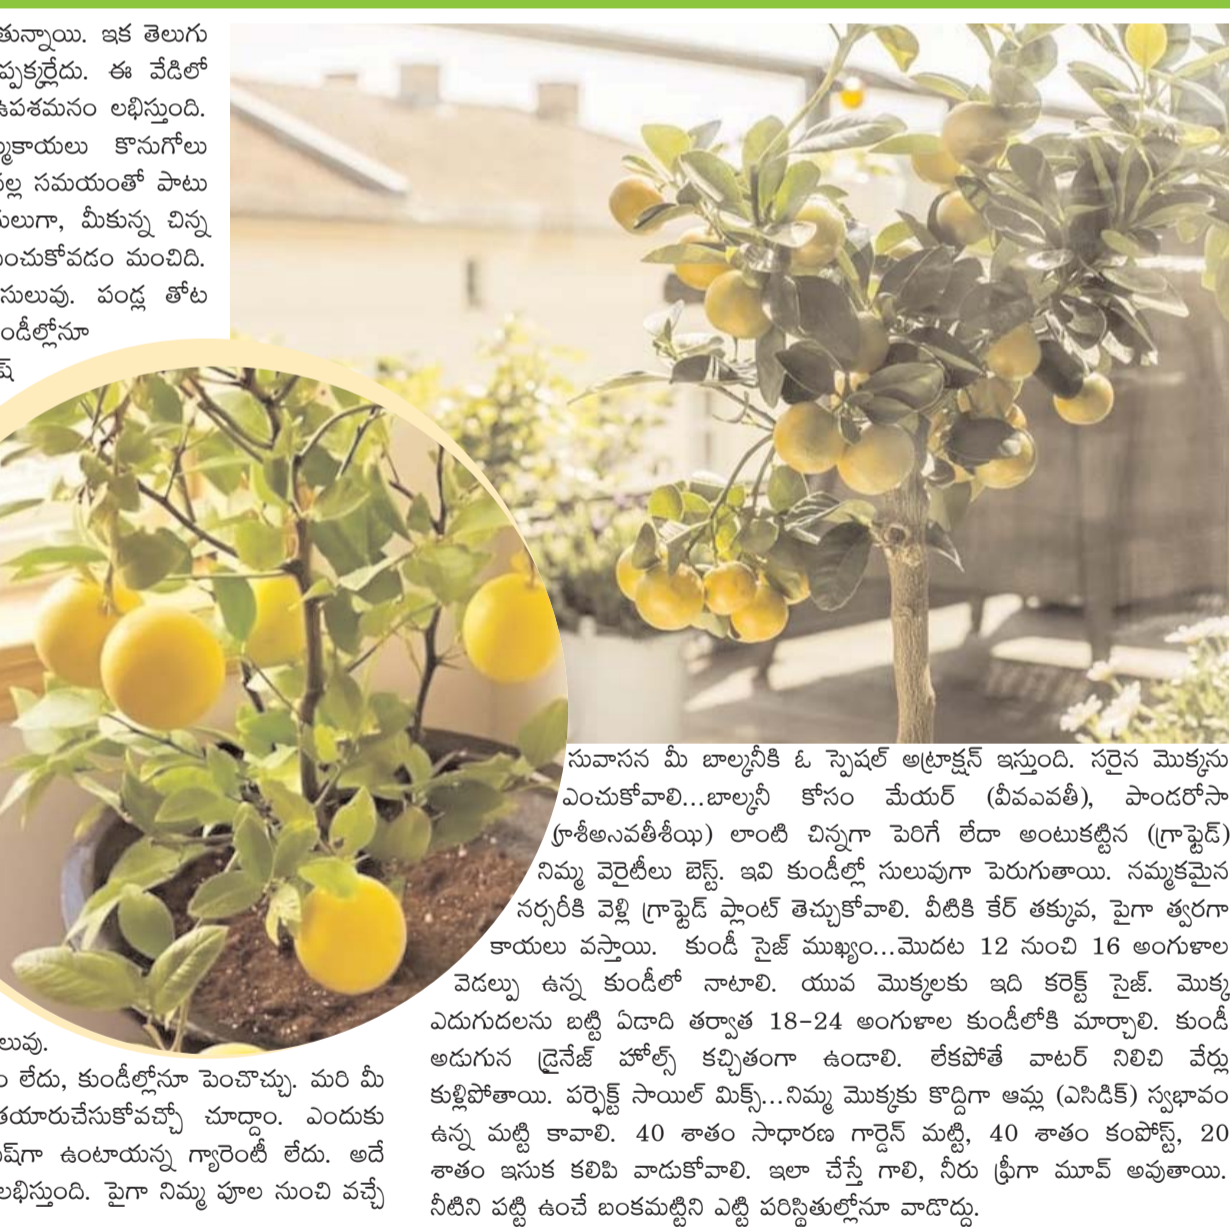 తున్నాయి. ఇక తెలుగు
ప్పక్కర్లేదు. ఈ వేడిలో
ఉపశమనం లభిస్తుంది.
మ్మకాయలు కొనుగోలు
వల్ల సమయంతో పాటు
బులుగా, మీకున్న చిన్న
ంచుకోవడం మంచిది.
సులువు. పండ్ల తోట
ండీల్లోనూ
ష్
లువు.
ం లేదు, కుండీల్లోనూ పెంచొచ్చు. మరి మీ
తయారుచేసుకోవచ్చో చూద్దాం. ఎందుకు
ష్‌గా ఉంటాయన్న గ్యారెంటీ లేదు. అదే
లభిస్తుంది. పైగా నిమ్మ పూల నుంచి వచ్చే
సువాసన మీ బాల్కనీకి ఓ స్పెషల్ అట్రాక్షన్ ఇస్తుంది. సరైన మొక్కను
ఎంచుకోవాలి...బాల్కనీ కోసం మేయర్ (వీవఎవతీ), పాండరోసా
లాంటి చిన్నగా పెరిగే లేదా అంటుకట్టిన (గ్రాఫ్టెడ్)
నిమ్మ వెరైటీలు బెస్ట్. ఇవి కుండీల్లో సులువుగా పెరుగుతాయి. నమ్మకమైన
నర్సరీకి వెళ్లి గ్రాఫ్టెడ్ ప్లాంట్ తెచ్చుకోవాలి. వీటికి కేర్ తక్కువ, పైగా త్వరగా
కాయలు వస్తాయి. కుండీ సైజ్ ముఖ్యం...మొదట 12 నుంచి 16 అంగుళాల
వెడల్పు ఉన్న కుండీలో నాటాలి. యువ మొక్కలకు ఇది కరెక్ట్ సైజ్. మొక్క
ఎదుగుదలను బట్టి ఏడాది తర్వాత 18-24 అంగుళాల కుండీలోకి మార్చాలి. కుండీ
అడుగున డ్రైనేజ్ హోల్స్ కచ్చితంగా ఉండాలి. లేకపోతే వాటర్ నిలిచి వేర్లు
కుళ్లిపోతాయి. పర్ఫెక్ట్ సాయిల్ మిక్స్...నిమ్మ మొక్కకు కొద్దిగా ఆమ్ల (ఎసిడిక్) స్వభావం
ఉన్న మట్టి కావాలి. 40 శాతం సాధారణ గార్డెన్ మట్టి, 40 శాతం కంపోస్ట్, 20
శాతం ఇసుక కలిపి వాడుకోవాలి. ఇలా చేస్తే గాలి, నీరు ఫ్రీగా మూవ్ అవుతాయి.
నీటిని పట్టి ఉంచే బంకమట్టిని ఎట్టి పరిస్థితుల్లోనూ వాడొద్దు.